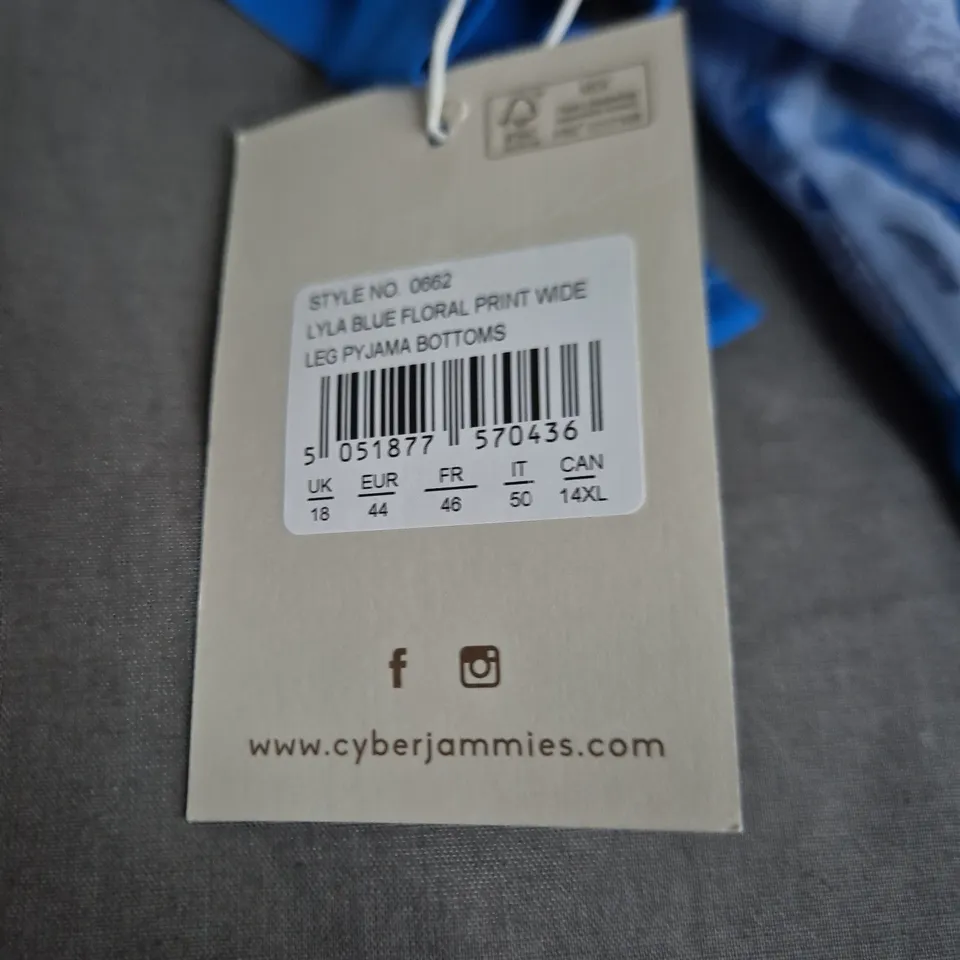 STYLE NO. 0662
LYLA BLUE FLORAL PRINT WIDE
LEG PYJAMA BOTTOMS
5 051877 570436
UK EUR FR IT CAN
18 44 46 50 14XL
f
www.cyberjammies.com